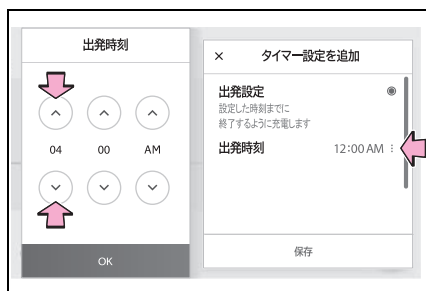 出発時刻
04 00 AM
OK
× タイマー設定を追加
出発設定
設定した時刻までに
終了するように充電します
出発時刻 12:00 AM
保存